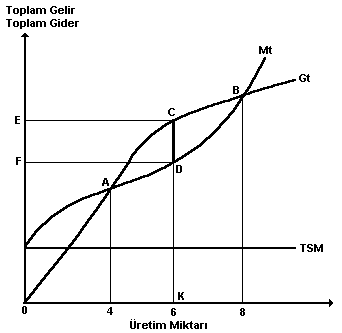 Toplam Gelir
Toplam Gider
Mt
Gt
B
E
C
F
D
A
TSM
K
0
4
6
8
Üretim Miktarı